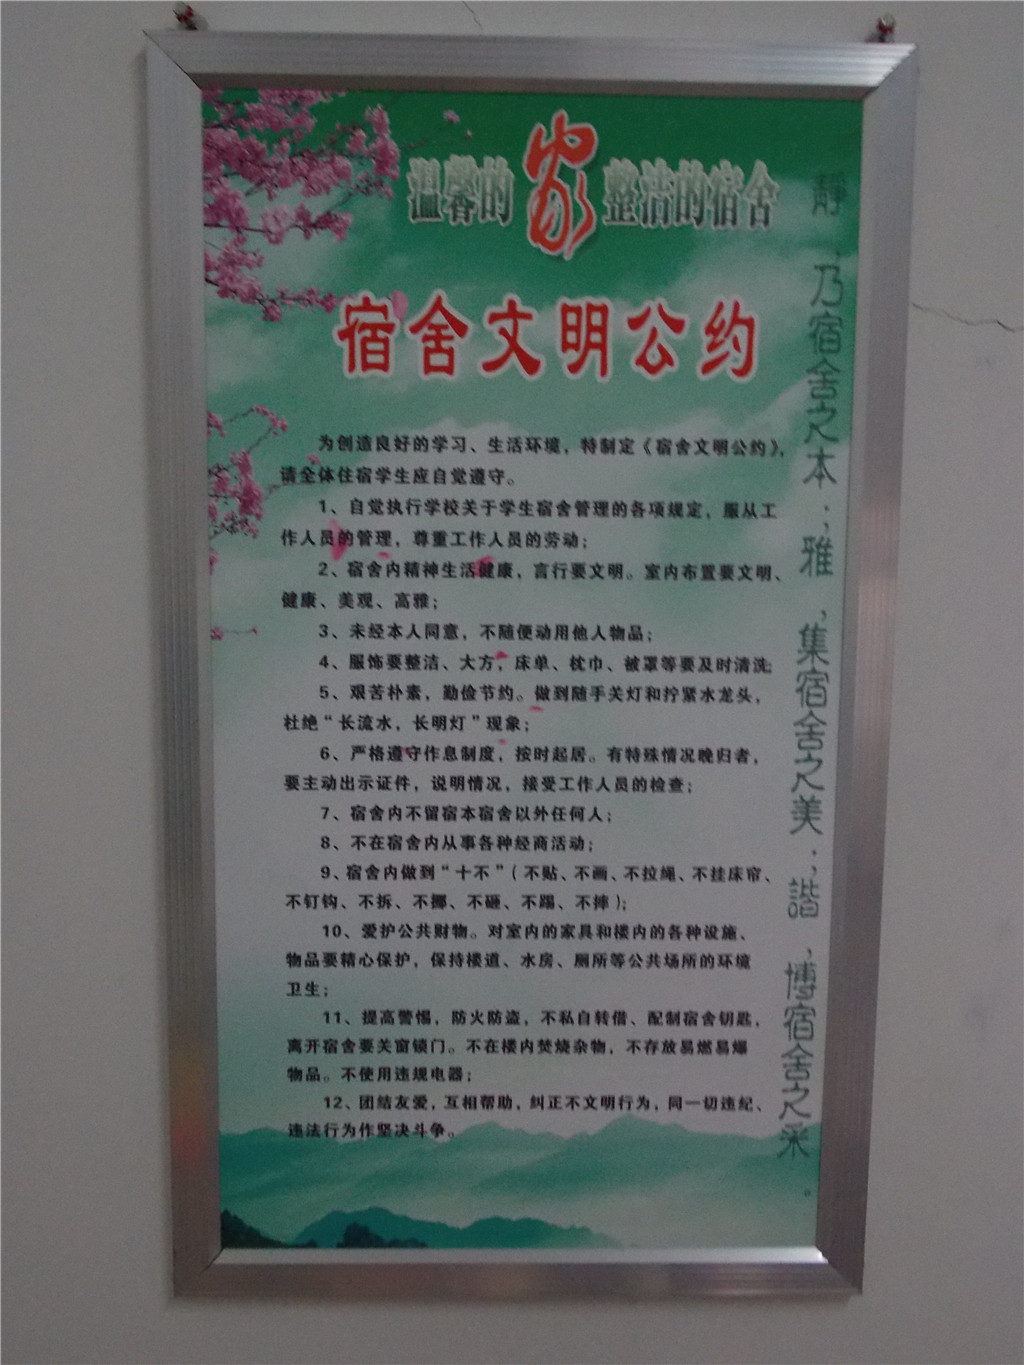 温馨的家整洁的宿舍
宿舍文明公约
为创造良好的学习、生活环境，特制定《宿舍文明公约》，
请全体住宿学生应自觉遵守。
1、自觉执行学校关于学生宿舍管理的各项规定，服从工
作人员的管理，尊重工作人员的劳动；
2、宿舍内精神生活健康，言行要文明。室内布置要文明、
健康、美观、高雅；
3、未经本人同意，不随便动用他人物品；
4、服饰要整洁、大方，床单、枕巾、被罩等要及时清洗;
5、艰苦朴素，勤俭节约。做到随手关灯和拧紧水龙头，
杜绝“长流水，长明灯”现象；
6、严格遵守作息制度，按时起居。有特殊情况晚归者，
要主动出示证件，说明情况，接受工作人员的检查；
7、宿舍内不留宿本宿舍以外任何人；
8、不在宿舍内从事各种经商活动；
9、宿舍内做到“十不”（不贴、不画、不拉绳、不挂床帘、
不钉钩、不拆、不挪、不砸、不踢、不摔）；
10、爱护公共财物。对室内的家具和楼内的各种设施、
物品要精心保护，保持楼道、水房、厕所等公共场所的环境
卫生；
11、提高警惕，防火防盗，不私自转借、配制宿舍钥匙，
离开宿舍要关窗锁门。不在楼内焚烧杂物，不存放易燃易爆
物品。不使用违规电器；
12、团结友爱，互相帮助，纠正不文明行为，同一切违纪、
违法行为作坚决斗争。
靜，乃宿舍之本；雅，集宿舍之美；諧，博宿舍之采。